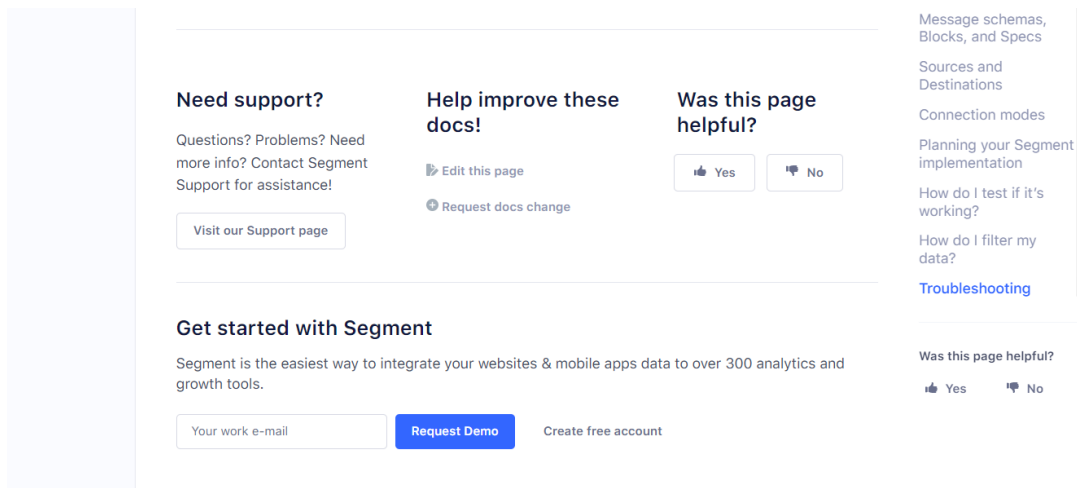 Need support?
Questions? Problems? Need
more info? Contact Segment
Support for assistance!
Visit our Support page
Help improve these
docs!
Edit this page
Request docs change
Was this page
helpful?
Yes
No
Get started with Segment
Segment is the easiest way to integrate your websites & mobile apps data to over 300 analytics and
growth tools.
Your work e-mail
Request Demo
Create free account
Message schemas,
Blocks, and Specs
Sources and
Destinations
Connection modes
Planning your Segment
implementation
How do I test if it's
working?
How do I filter my
data?
Troubleshooting
Was this page helpful?
Yes
No